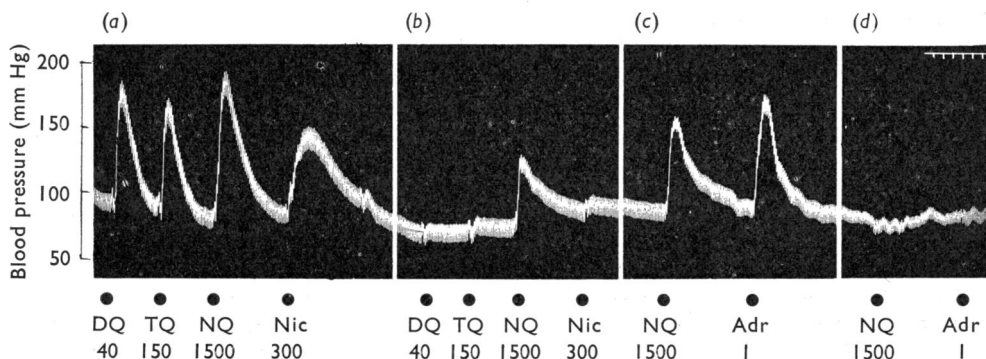 (a) (b) (c) (d)
Blood pressure (mm Hg)
200
150
100
50
DQ TQ NQ Nic DQ TQ NQ Nic NQ Adr NQ Adr
40 150 1500 300 40 150 1500 300 1500 1 1500 1